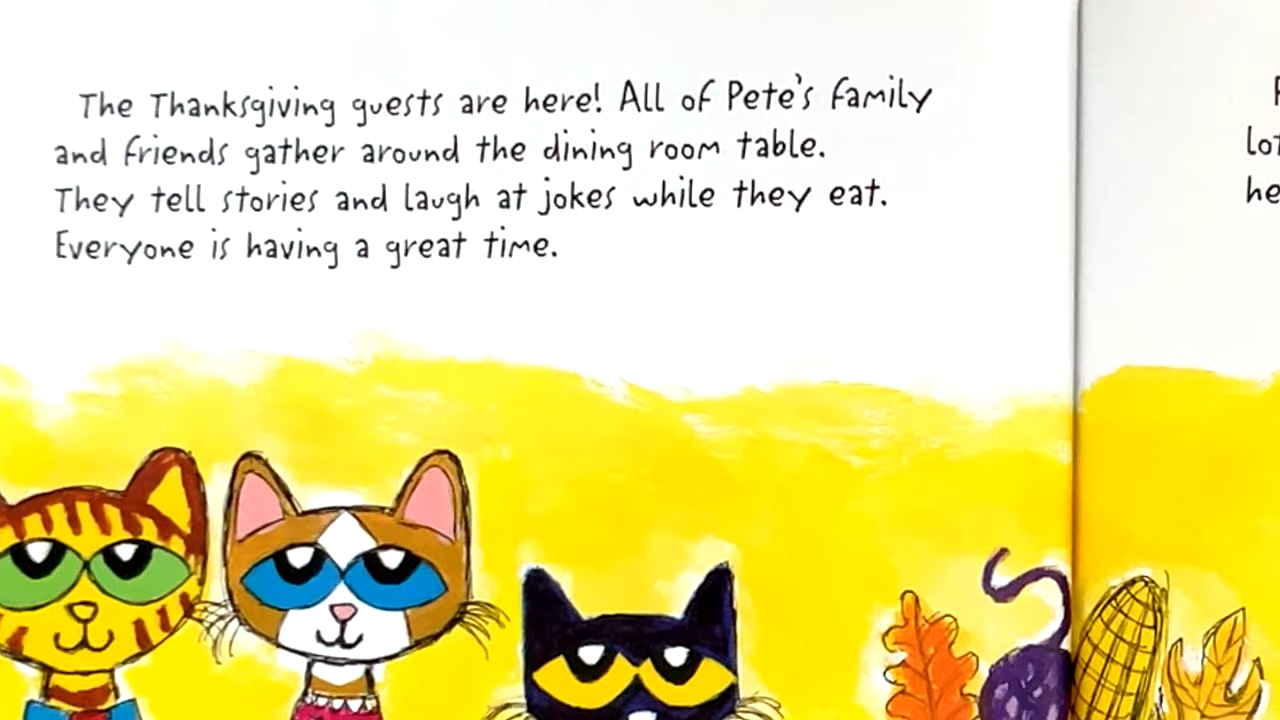 The Thanksgiving guests are here! All of Pete's family
and friends gather around the dining room table.
They tell stories and laugh at jokes while they eat.
Everyone is having a great time.